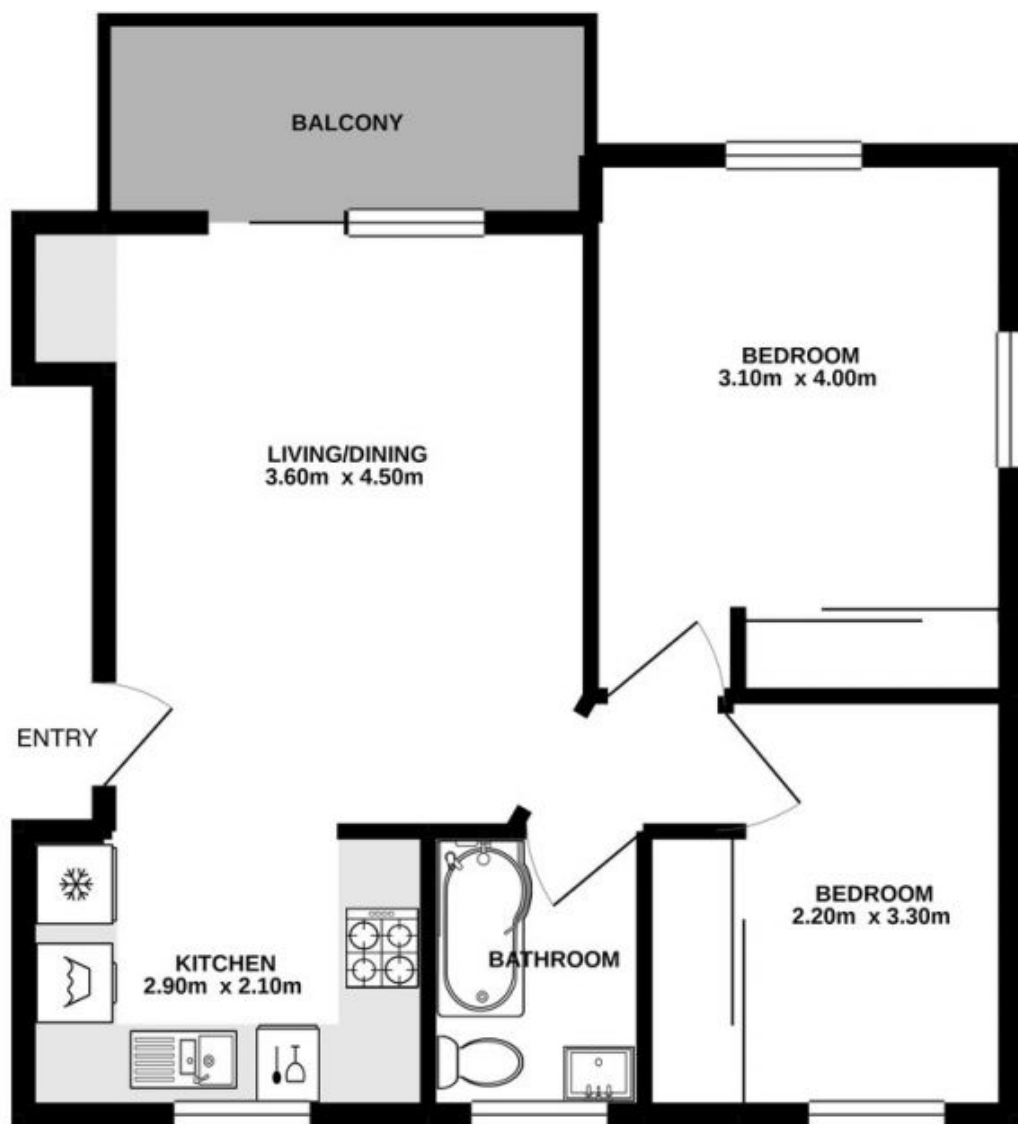 BALCONY
BEDROOM
3.10m x 4.00m
LIVING/DINING
3.60m x 4.50m
ENTRY
BEDROOM
2.20m x 3.30m
KITCHEN
2.90m x 2.10m
BATHROOM